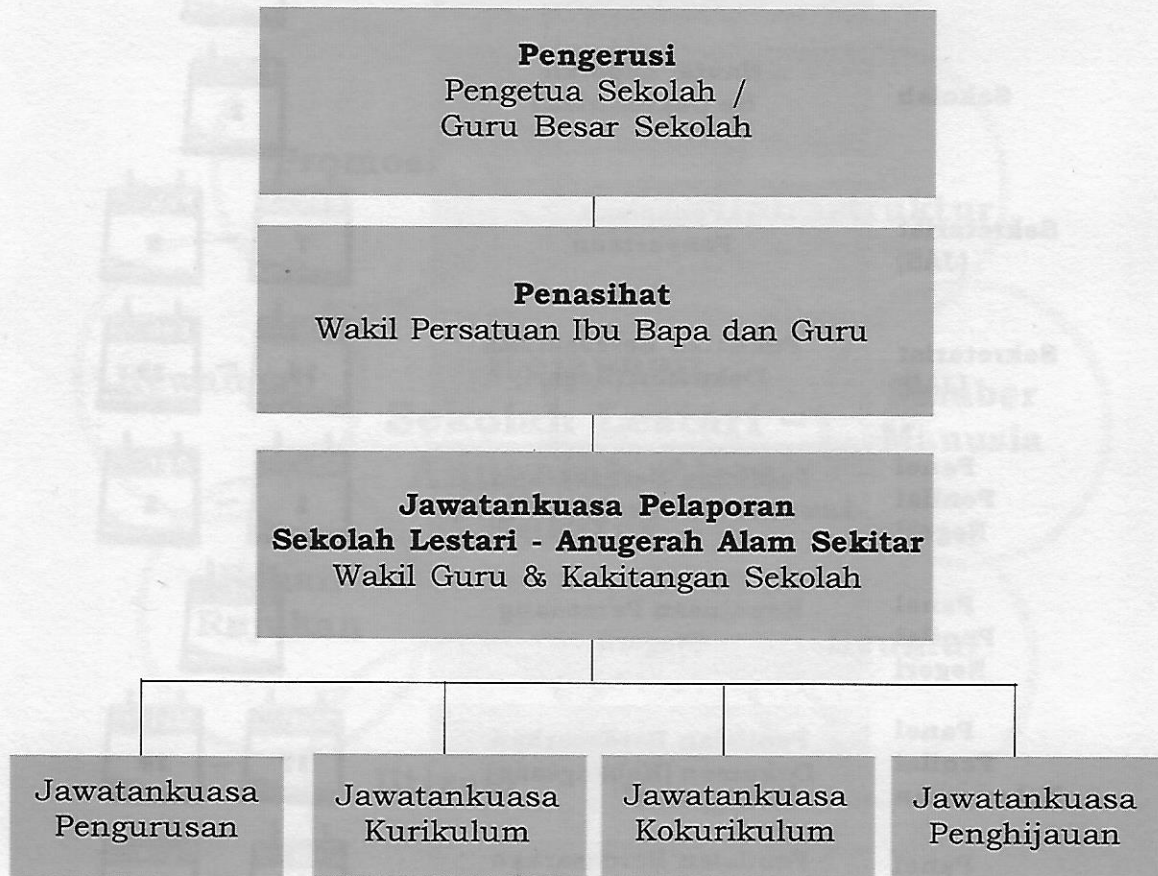 Pengerusi
Pengetua Sekolah /
Guru Besar Sekolah
Penasihat
Wakil Persatuan Ibu Bapa dan Guru
Jawatankuasa Pelaporan
Sekolah Lestari - Anugerah Alam Sekitar
Wakil Guru & Kakitangan Sekolah
Jawatankuasa
Pengurusan
Jawatankuasa
Kurikulum
Jawatankuasa
Kokurikulum
Jawatankuasa
Penghijauan